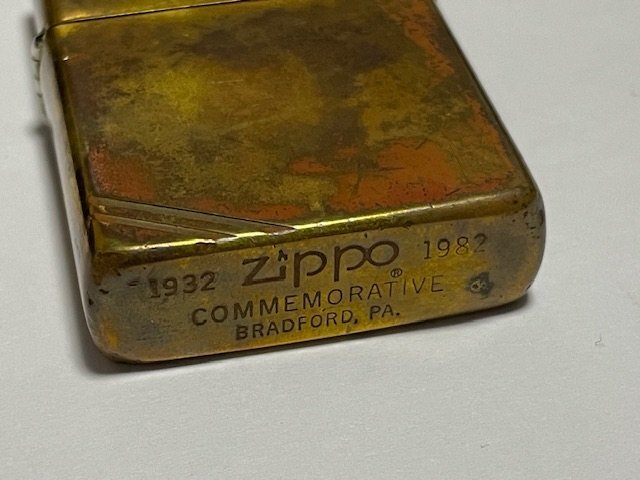 1932 Zippo® 1982
COMMEMORATIVE
BRADFORD, PA.